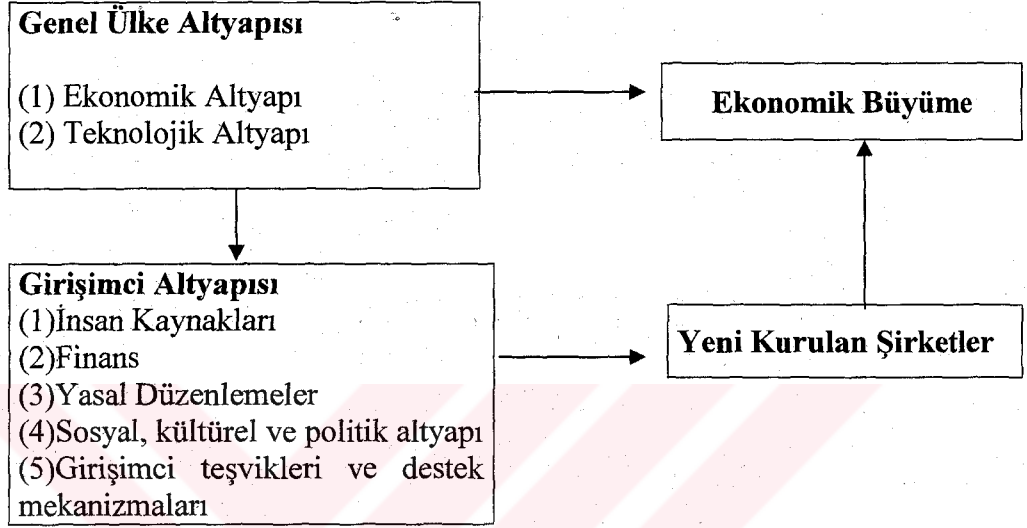 Genel Ülke Altyapısı
(1) Ekonomik Altyapı
(2) Teknolojik Altyapı
Ekonomik Büyüme
Girişimci Altyapısı
(1)İnsan Kaynakları
(2)Finans
(3)Yasal Düzenlemeler
(4)Sosyal, kültürel ve politik altyapı
(5)Girişimci teşvikleri ve destek
mekanizmaları
Yeni Kurulan Şirketler